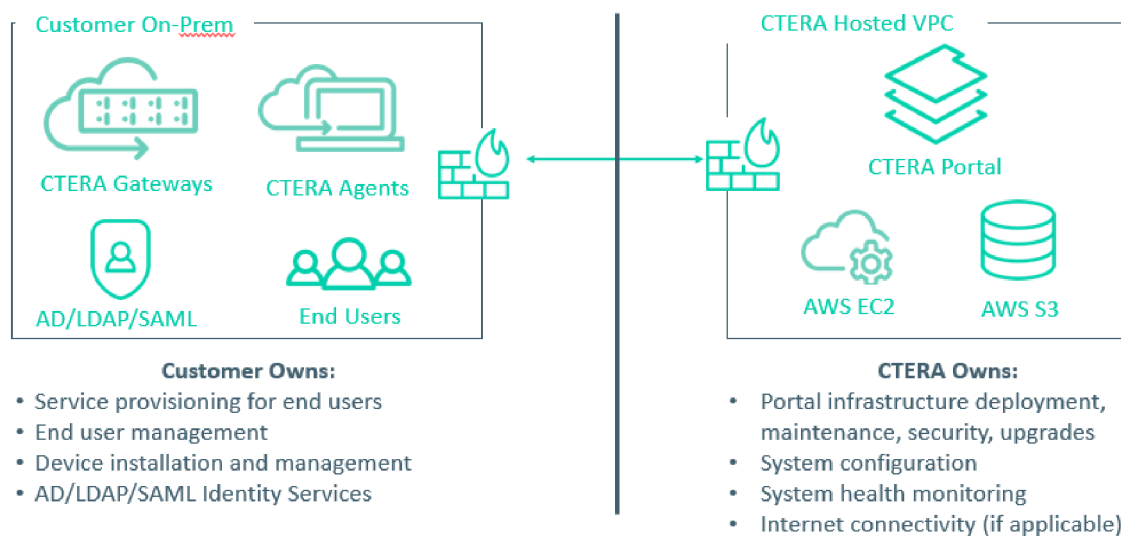 Customer On-Prem
CTERA Gateways
CTERA Agents
AD/LDAP/SAML
End Users
Customer Owns:
• Service provisioning for end users
• End user management
• Device installation and management
• AD/LDAP/SAML Identity Services
CTERA Hosted VPC
CTERA Portal
AWS EC2
AWS S3
CTERA Owns:
• Portal infrastructure deployment,
maintenance, security, upgrades
• System configuration
• System health monitoring
• Internet connectivity (if applicable)